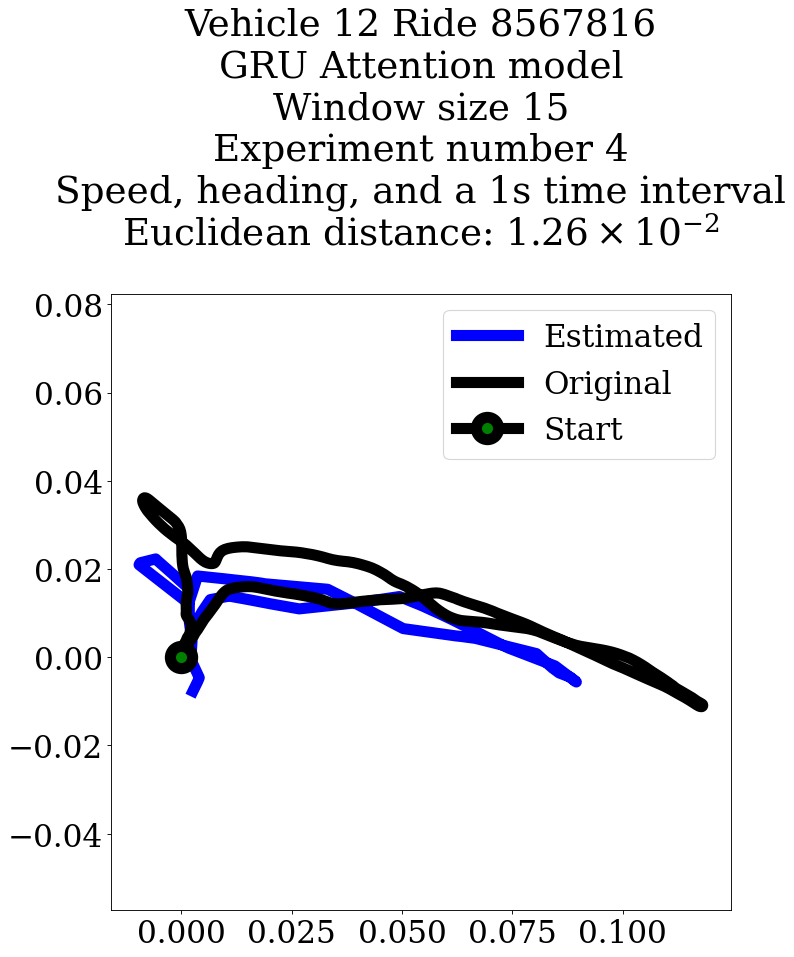 Vehicle 12 Ride 8567816
GRU Attention model
Window size 15
Experiment number 4
Speed, heading, and a 1s time interval
Euclidean distance: 1.26 × 10⁻²
0.08
Estimated
0.06
Original
Start
0.04
0.02
0.00
−0.02
−0.04
0.000 0.025 0.050 0.075 0.100